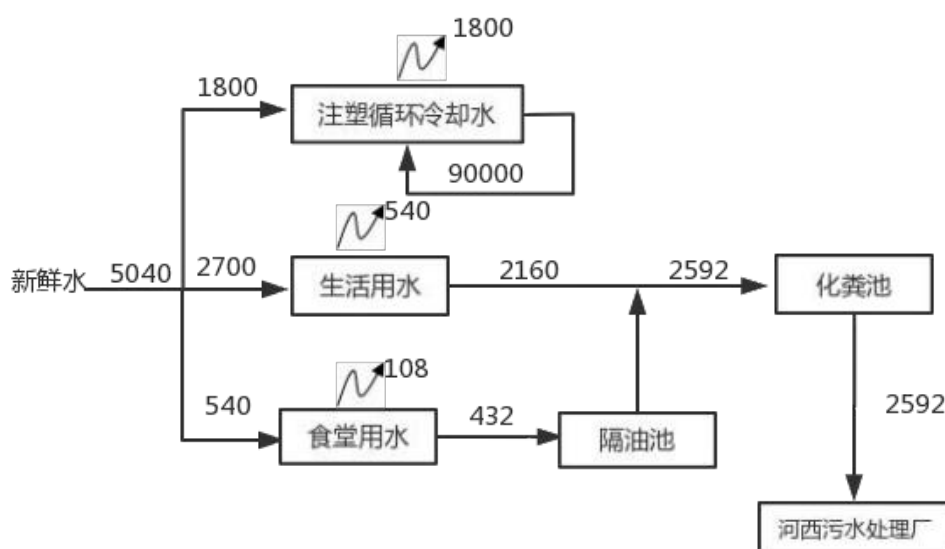 1800
1800
注塑循环冷却水
90000
540
新鲜水
5040
2700
生活用水
2160
2592
化粪池
108
540
食堂用水
432
隔油池
2592
河西污水处理厂